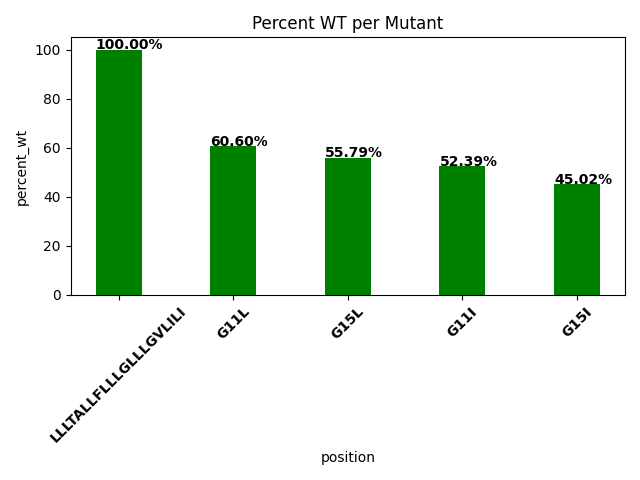 Percent WT per Mutant
percent_wt
100
80
60
40
20
0
100.00%
60.60%
55.79%
52.39%
45.02%
LLLTALLFLLLGLLLGVLILI
G11L
G15L
G11I
G15I
position